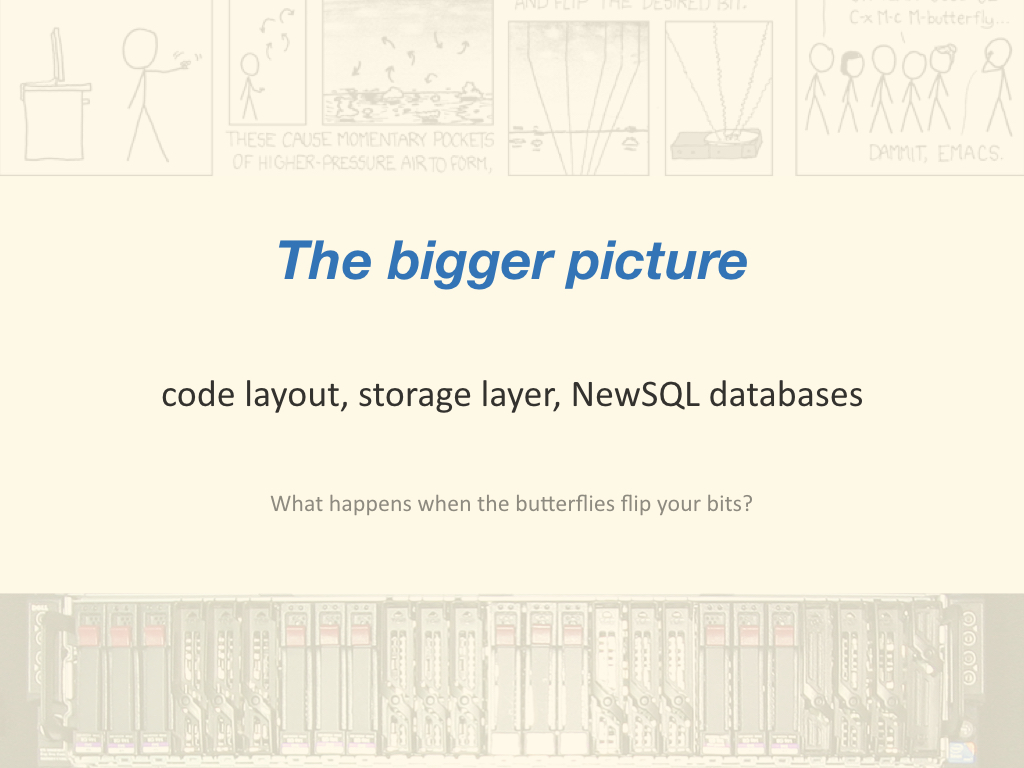 AND FLIP THE DESIRED BIT.
C-x M-c M-butterfly...
THESE CAUSE MOMENTARY POCKETS
OF HIGHER-PRESSURE AIR TO FORM,
DAMMIT, EMACS.
The bigger picture
code layout, storage layer, NewSQL databases
What happens when the butterflies flip your bits?